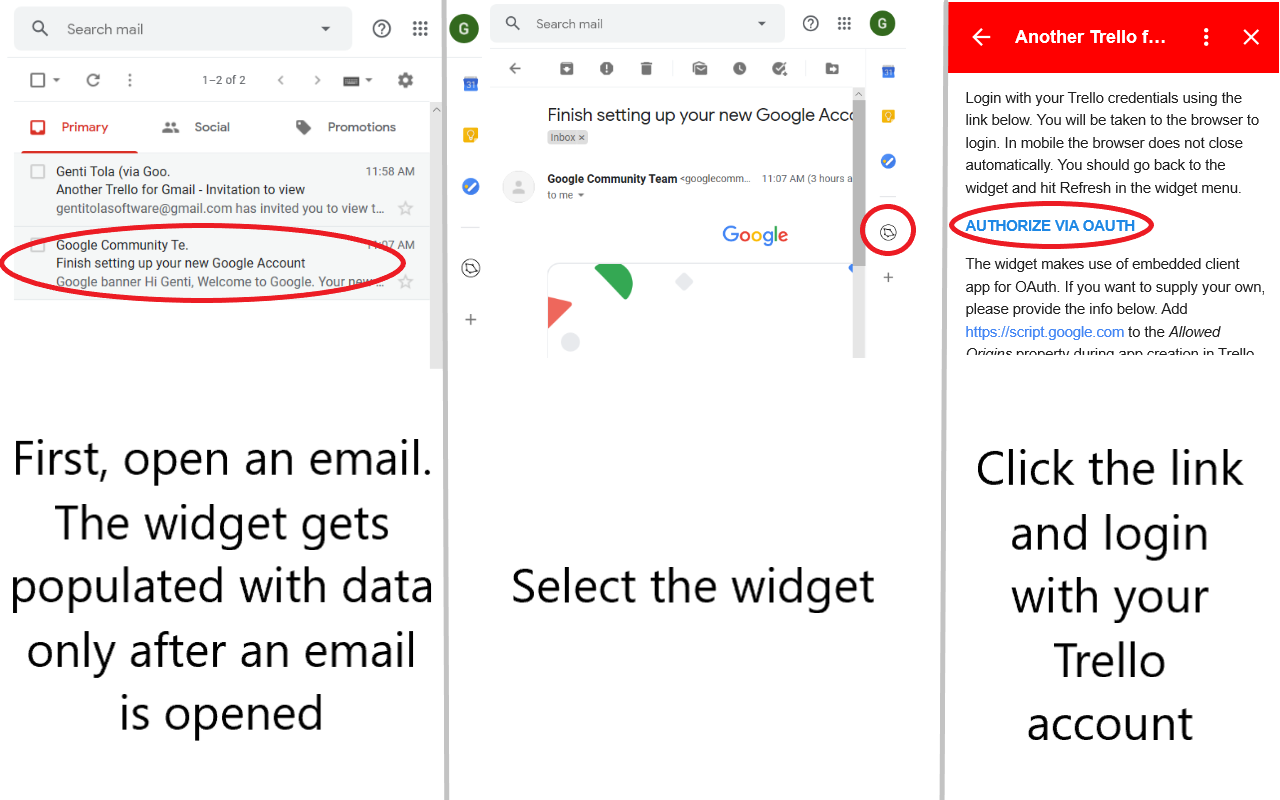 Search mail
1–2 of 2
Primary
Social
Promotions
Genti Tola (via Goo.
11:58 AM
Another Trello for Gmail - Invitation to view
gentitolasoftware@gmail.com has invited you to view t…
Google Community Te.
11:07 AM
Finish setting up your new Google Account
Google banner Hi Genti, Welcome to Google. Your new…
First, open an email.
The widget gets
populated with data
only after an email
is opened
G
31
Search mail
G
31
Finish setting up your new Google Acco
Inbox ×
Google Community Team <googlecomm…
11:07 AM (3 hours a
to me
Google
Select the widget
Another Trello f…
Login with your Trello credentials using the
link below. You will be taken to the browser to
login. In mobile the browser does not close
automatically. You should go back to the
widget and hit Refresh in the widget menu.
AUTHORIZE VIA OAUTH
The widget makes use of embedded client
app for OAuth. If you want to supply your own,
please provide the info below. Add
https://script.google.com to the Allowed
Origins property during app creation in Trello
Click the link
and login
with your
Trello
account